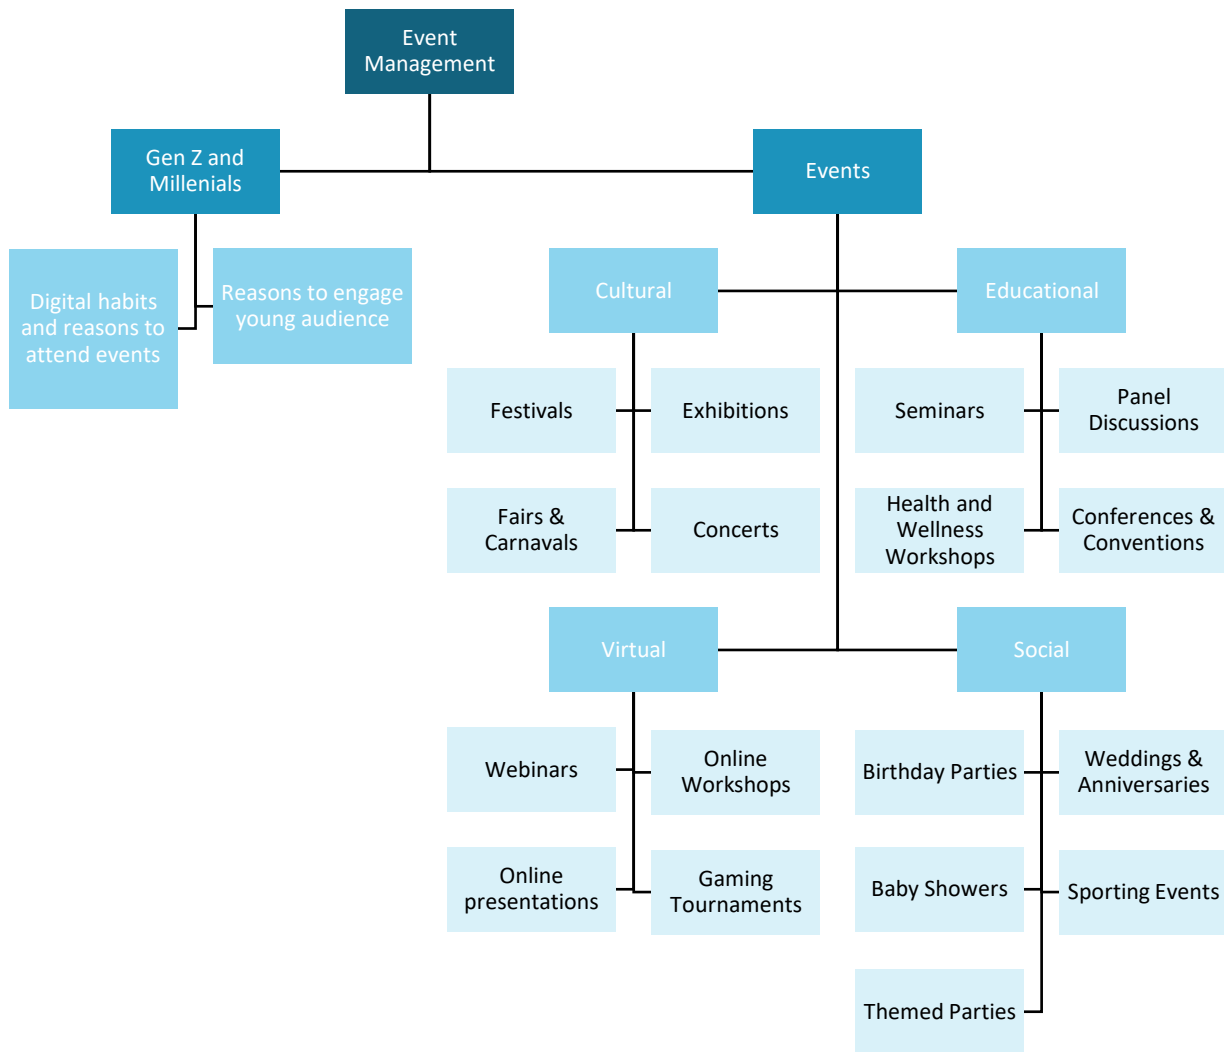 Event
Management
Gen Z and
Millenials
Events
Digital habits
and reasons to
attend events
Reasons to engage
young audience
Cultural
Educational
Festivals
Exhibitions
Seminars
Panel
Discussions
Fairs &
Carnavals
Concerts
Health and
Wellness
Workshops
Conferences &
Conventions
Virtual
Social
Webinars
Online
Workshops
Birthday Parties
Weddings &
Anniversaries
Online
presentations
Gaming
Tournaments
Baby Showers
Sporting Events
Themed Parties